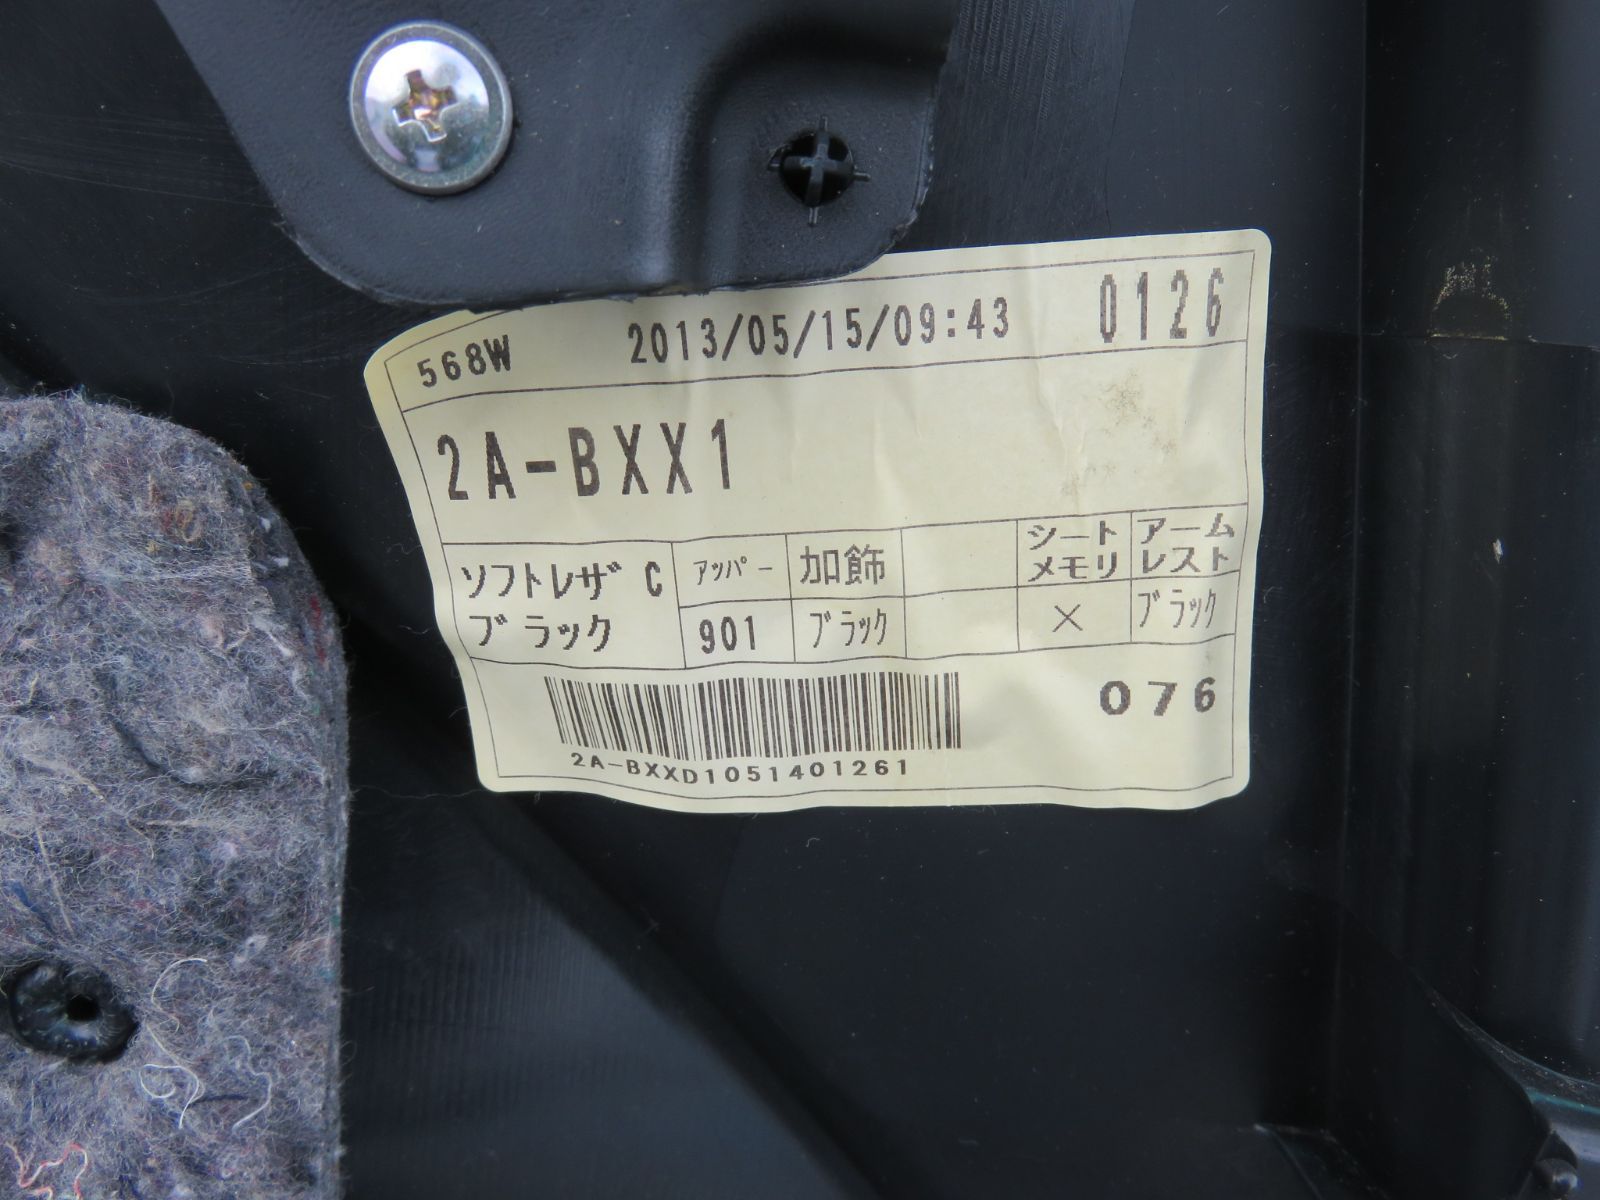 568W 2013/05/15/09:43 0126
2A-BXX1
ソフトレザ C
ブラック
アッパー
901
加飾
ブラック
シート
メモリ
×
アーム
レスト
ブラック
076
2A-BXXD1051401261